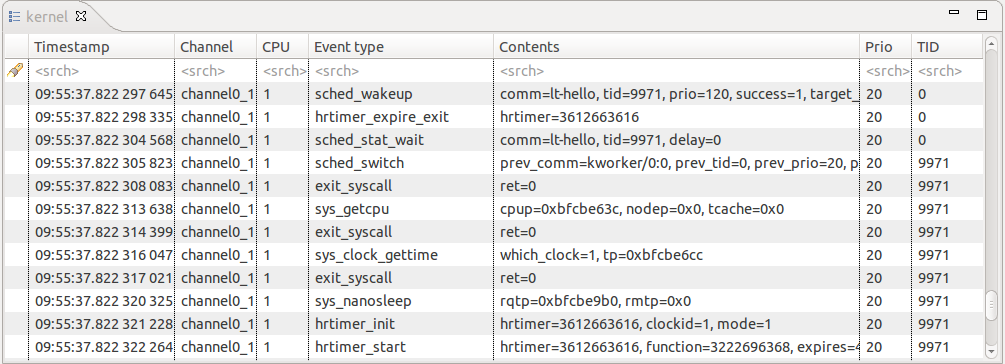 kernel
Timestamp Channel CPU Event type Contents Prio TID
<srch> <srch> <srch> <srch> <srch> <srch> <srch>
09:55:37.822 297 645 channel0_1 1 sched_wakeup comm=lt-hello, tid=9971, prio=120, success=1, target_ 20 0
09:55:37.822 298 335 channel0_1 1 hrtimer_expire_exit hrtimer=3612663616 20 0
09:55:37.822 304 568 channel0_1 1 sched_stat_wait comm=lt-hello, tid=9971, delay=0 20 0
09:55:37.822 305 823 channel0_1 1 sched_switch prev_comm=kworker/0:0, prev_tid=0, prev_prio=20, p 20 9971
09:55:37.822 308 083 channel0_1 1 exit_syscall ret=0 20 9971
09:55:37.822 313 638 channel0_1 1 sys_getcpu cpup=0xbfcbe63c, nodep=0x0, tcache=0x0 20 9971
09:55:37.822 314 399 channel0_1 1 exit_syscall ret=0 20 9971
09:55:37.822 316 047 channel0_1 1 sys_clock_gettime which_clock=1, tp=0xbfcbe6cc 20 9971
09:55:37.822 317 021 channel0_1 1 exit_syscall ret=0 20 9971
09:55:37.822 320 325 channel0_1 1 sys_nanosleep rqtp=0xbfcbe9b0, rmtp=0x0 20 9971
09:55:37.822 321 228 channel0_1 1 hrtimer_init hrtimer=3612663616, clockid=1, mode=1 20 9971
09:55:37.822 322 264 channel0_1 1 hrtimer_start hrtimer=3612663616, function=3222696368, expires=4 20 9971